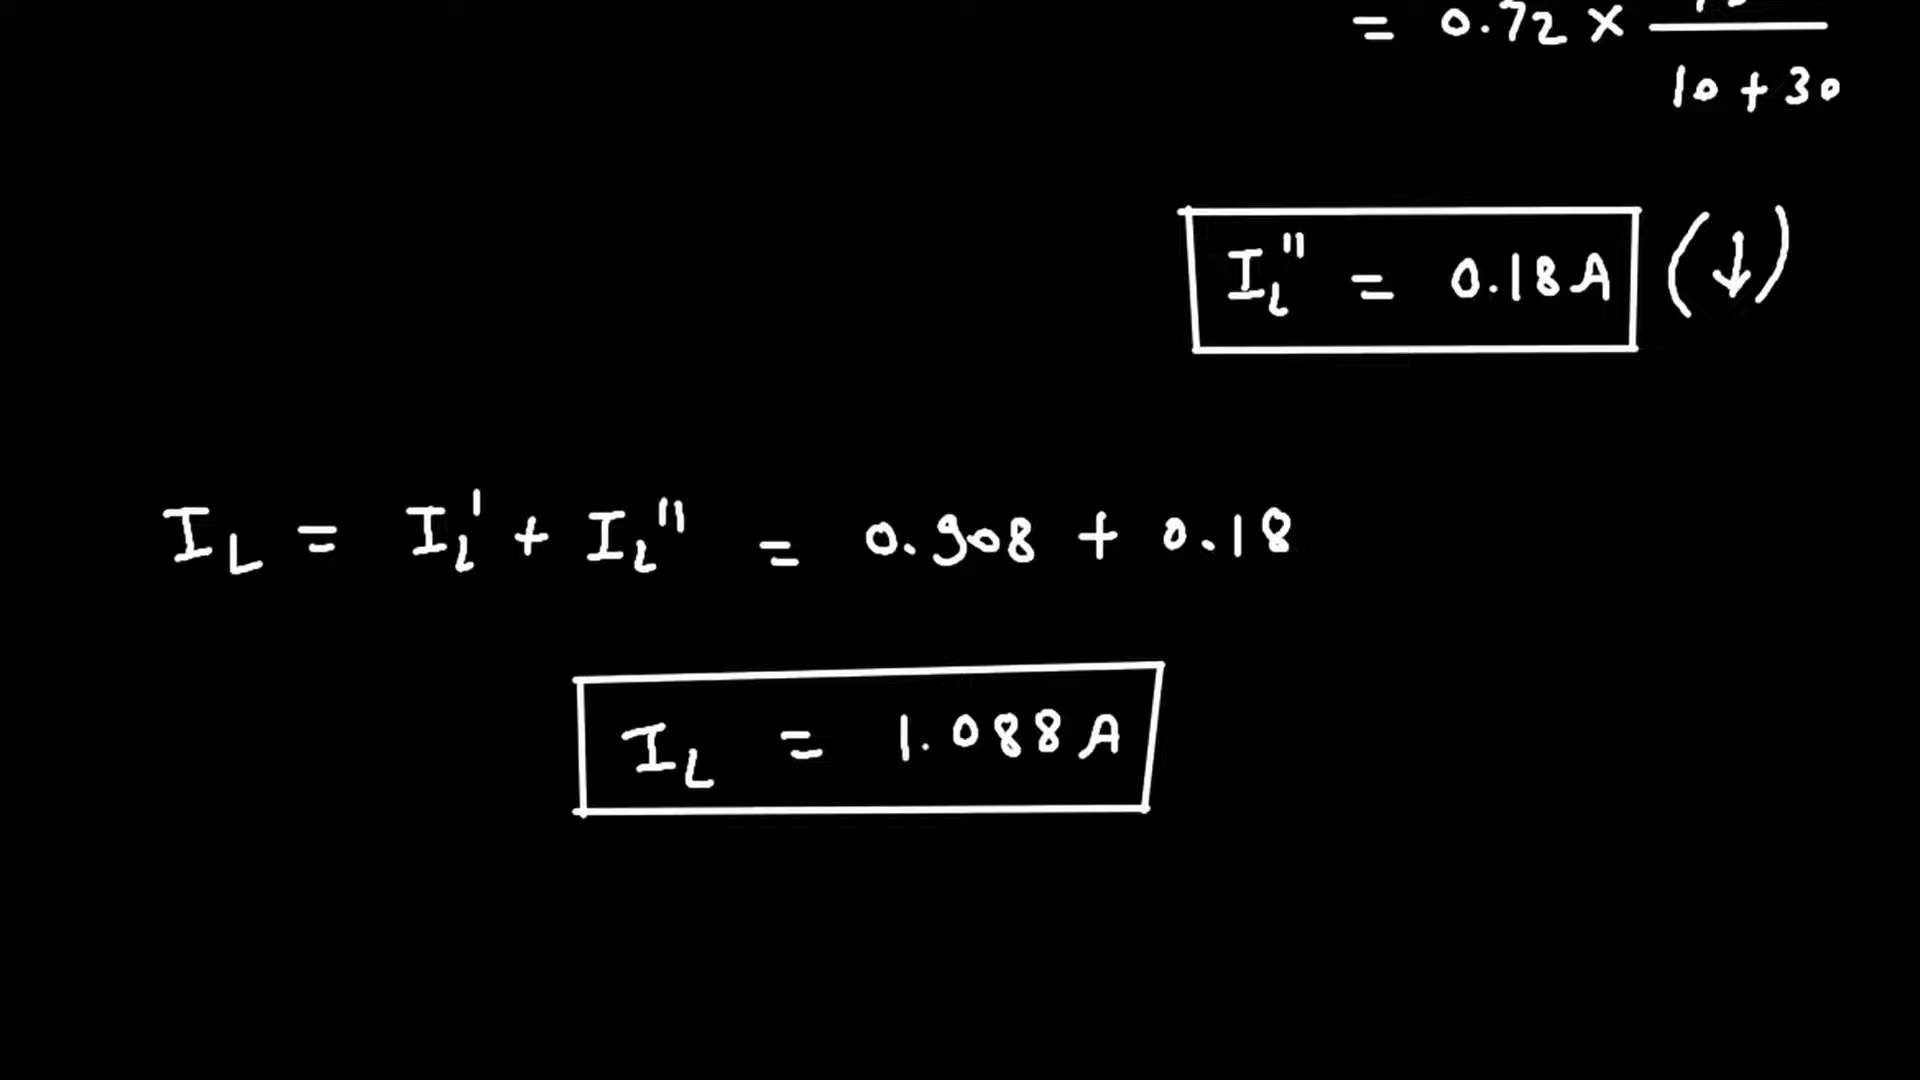 = 0.72 ×
10 + 30
I_L'' = 0.18A (↓)
I_L = I_L' + I_L'' = 0.908 + 0.18
I_L = 1.088A